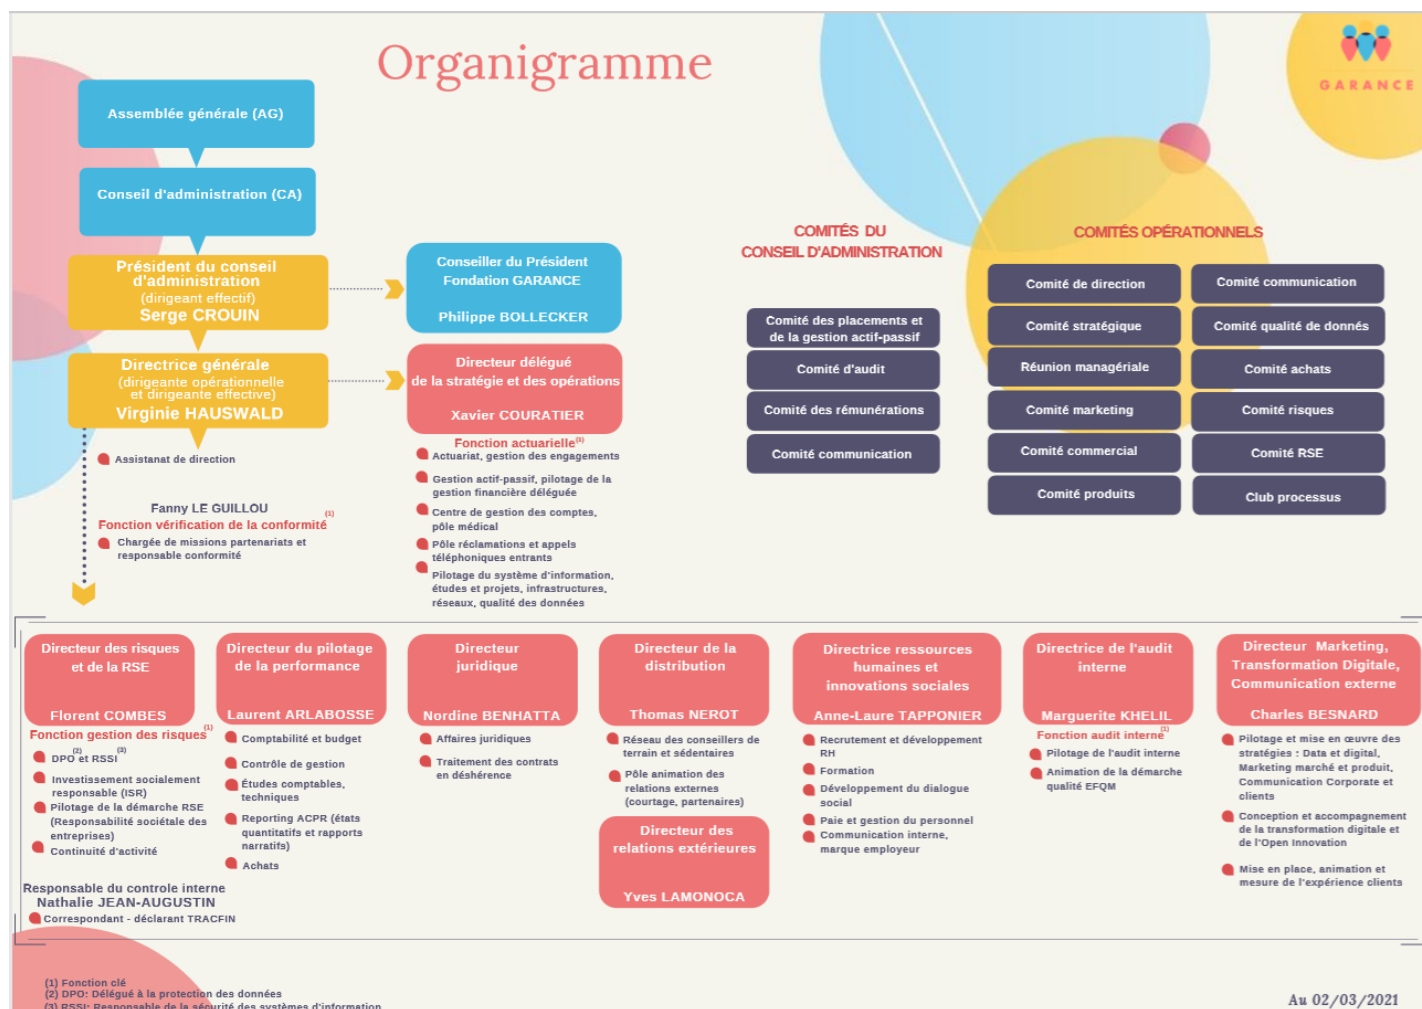 Organigramme
GARANCE
Assemblée générale (AG)
Conseil d'administration (CA)
Président du conseil
d'administration
(dirigeant effectif)
Serge CROUIN
Conseiller du Président
Fondation GARANCE
Philippe BOLLECKER
Directrice générale
(dirigeante opérationnelle
et dirigeante effective)
Virginie HAUSWALD
Directeur délégué
de la stratégie et des opérations
Xavier COURATIER
Assistanat de direction
Fanny LE GUILLOU
Fonction vérification de la conformité (1)
Chargée de missions partenariats et
responsable conformité
Fonction actuarielle (1)
Actuariat, gestion des engagements
Gestion actif-passif, pilotage de la
gestion financière déléguée
Centre de gestion des comptes,
pôle médical
Pôle réclamations et appels
téléphoniques entrants
Pilotage du système d'information,
études et projets, infrastructures,
réseaux, qualité des données
COMITÉS DU
CONSEIL D'ADMINISTRATION
Comité des placements et
de la gestion actif-passif
Comité d'audit
Comité des rémunérations
Comité communication
COMITÉS OPÉRATIONNELS
Comité de direction
Comité stratégique
Réunion managériale
Comité marketing
Comité commercial
Comité produits
Comité communication
Comité qualité de donnés
Comité achats
Comité risques
Comité RSE
Club processus
Directeur des risques
et de la RSE
Florent COMBES
Fonction gestion des risques (1)
DPO (2) et RSSI (3)
Investissement socialement
responsable (ISR)
Pilotage de la démarche RSE
(Responsabilité sociétale des
entreprises)
Continuité d'activité
Responsable du controle interne
Nathalie JEAN-AUGUSTIN
Correspondant - déclarant TRACFIN
Directeur du pilotage
de la performance
Laurent ARLABOSSE
Comptabilité et budget
Contrôle de gestion
Études comptables,
techniques
Reporting ACPR (états
quantitatifs et rapports
narratifs)
Achats
Directeur
juridique
Nordine BENHATTA
Affaires juridiques
Traitement des contrats
en déshérence
Directeur de la
distribution
Thomas NEROT
Réseau des conseillers de
terrain et sédentaires
Pôle animation des
relations externes
(courtage, partenaires)
Directeur des
relations extérieures
Yves LAMONOCA
Directrice ressources
humaines et
innovations sociales
Anne-Laure TAPPONIER
Recrutement et développement
RH
Formation
Développement du dialogue
social
Paie et gestion du personnel
Communication interne,
marque employeur
Directrice de l'audit
interne
Marguerite KHELIL
Fonction audit interne (1)
Pilotage de l'audit interne
Animation de la démarche
qualité EFQM
Directeur Marketing,
Transformation Digitale,
Communication externe
Charles BESNARD
Pilotage et mise en œuvre des
stratégies : Data et digital,
Marketing marché et produit,
Communication Corporate et
clients
Conception et accompagnement
de la transformation digitale et
de l'Open Innovation
Mise en place, animation et
mesure de l'expérience clients
(1) Fonction clé
(2) DPO: Délégué à la protection des données
(3) RSSI: Responsable de la sécurité des systèmes d'information
Au 02/03/2021